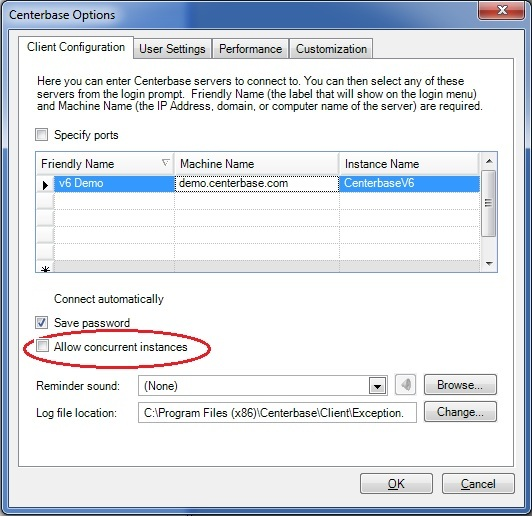 Centerbase Options
Client Configuration User Settings Performance Customization
Here you can enter Centerbase servers to connect to. You can then select any of these
servers from the login prompt. Friendly Name (the label that will show on the login menu)
and Machine Name (the IP Address, domain, or computer name of the server) are required.
Specify ports
Friendly Name Machine Name Instance Name
v6 Demo demo.centerbase.com CenterbaseV6
Connect automatically
Save password
Allow concurrent instances
Reminder sound: (None) Browse...
Log file location: C:\Program Files (x86)\Centerbase\Client\Exception. Change...
OK Cancel